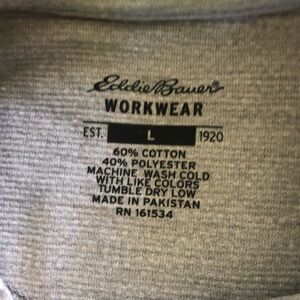 Eddie Bauer®
WORKWEAR
EST. L 1920
60% COTTON
40% POLYESTER
MACHINE WASH COLD
WITH LIKE COLORS
TUMBLE DRY LOW
MADE IN PAKISTAN
RN 161534